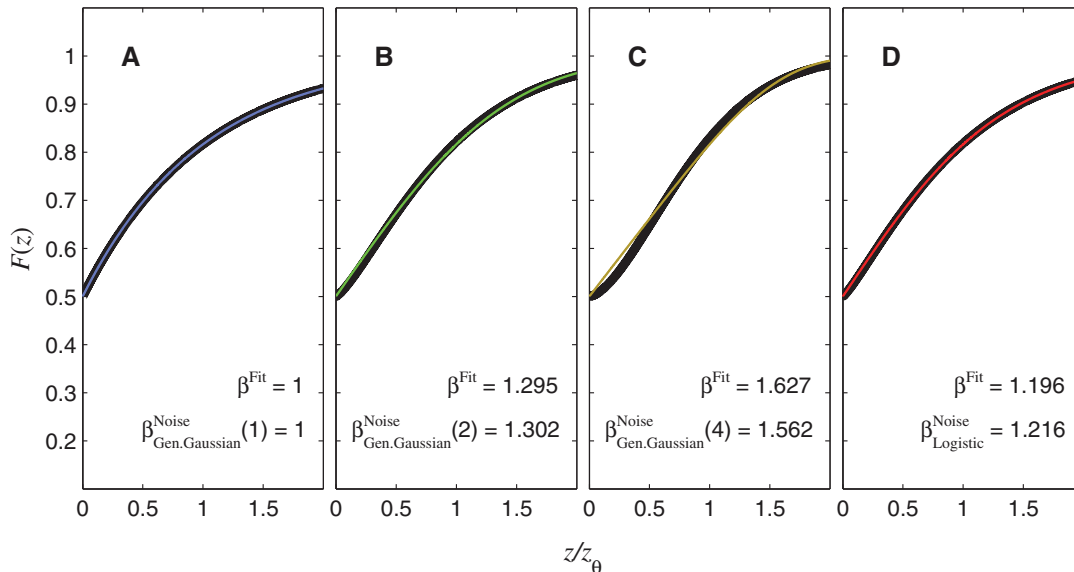 A
B
C
D
1
0.9
0.8
0.7
0.6
0.5
0.4
0.3
0.2
F(z)
β^Fit = 1
β^Noise_Gen.Gaussian(1) = 1
β^Fit = 1.295
β^Noise_Gen.Gaussian(2) = 1.302
β^Fit = 1.627
β^Noise_Gen.Gaussian(4) = 1.562
β^Fit = 1.196
β^Noise_Logistic = 1.216
0 0.5 1 1.5
0 0.5 1 1.5
0 0.5 1 1.5
0 0.5 1 1.5
z/z_θ